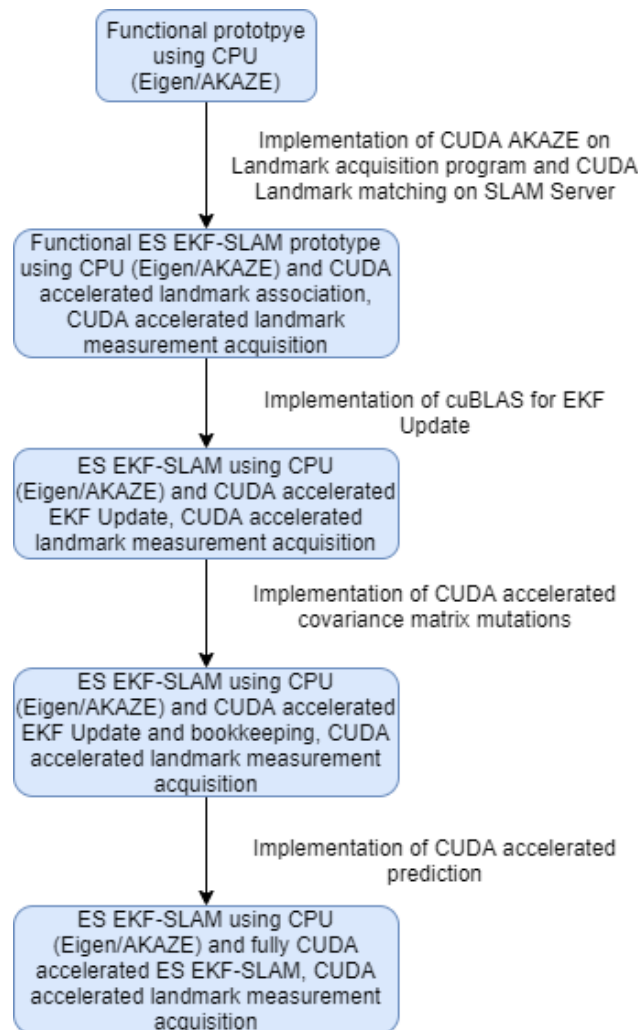 Functional prototpye
using CPU
(Eigen/AKAZE)
Implementation of CUDA AKAZE on
Landmark acquisition program and CUDA
Landmark matching on SLAM Server
Functional ES EKF-SLAM prototype
using CPU (Eigen/AKAZE) and CUDA
accelerated landmark association,
CUDA accelerated landmark
measurement acquisition
Implementation of cuBLAS for EKF
Update
ES EKF-SLAM using CPU
(Eigen/AKAZE) and CUDA accelerated
EKF Update, CUDA accelerated
landmark measurement acquisition
Implementation of CUDA accelerated
covariance matrix mutations
ES EKF-SLAM using CPU
(Eigen/AKAZE) and CUDA accelerated
EKF Update and bookkeeping, CUDA
accelerated landmark measurement
acquisition
Implementation of CUDA accelerated
prediction
ES EKF-SLAM using CPU
(Eigen/AKAZE) and fully CUDA
accelerated ES EKF-SLAM, CUDA
accelerated landmark measurement
acquisition